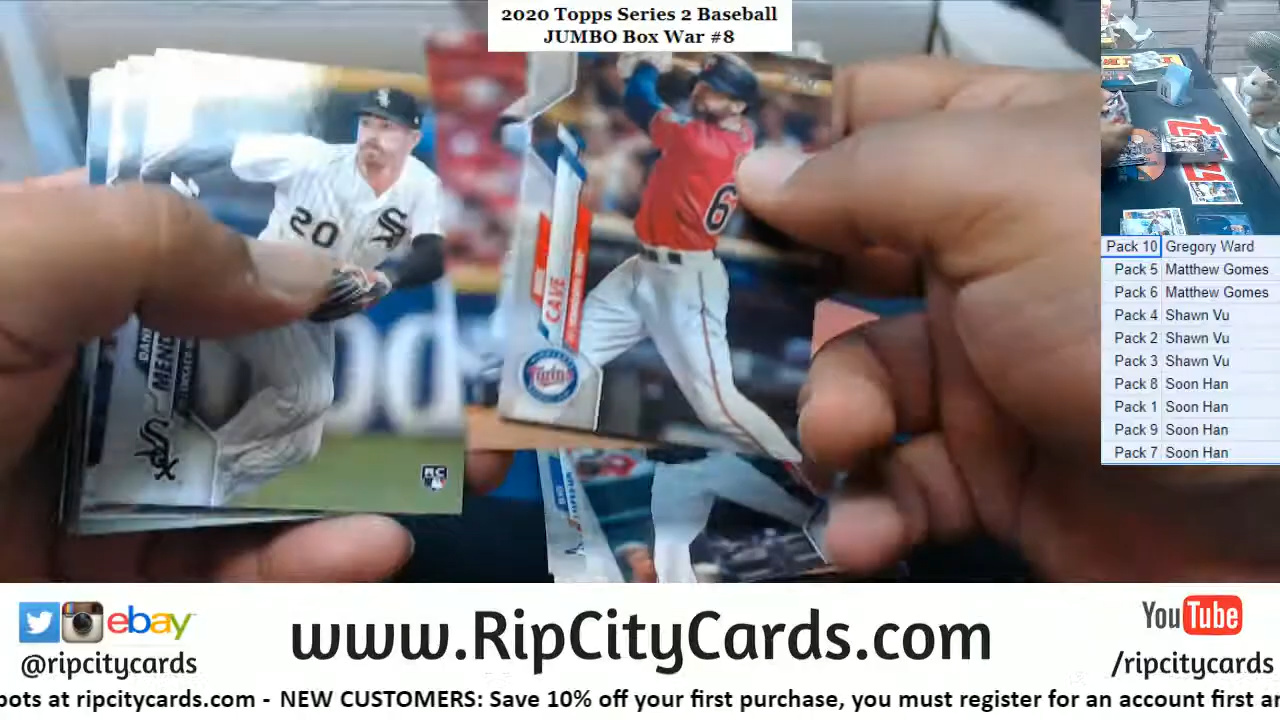 2020 Topps Series 2 Baseball
JUMBO Box War #8
20
6
CAVE
Twins
Sox
RC
Pack 10 Gregory Ward
Pack 5 Matthew Gomes
Pack 6 Matthew Gomes
Pack 4 Shawn Vu
Pack 2 Shawn Vu
Pack 3 Shawn Vu
Pack 8 Soon Han
Pack 1 Soon Han
Pack 9 Soon Han
Pack 7 Soon Han
ebay
@ripcitycards
www.RipCityCards.com
YouTube
/ripcitycards
pots at ripcitycards.com - NEW CUSTOMERS: Save 10% off your first purchase, you must register for an account first an